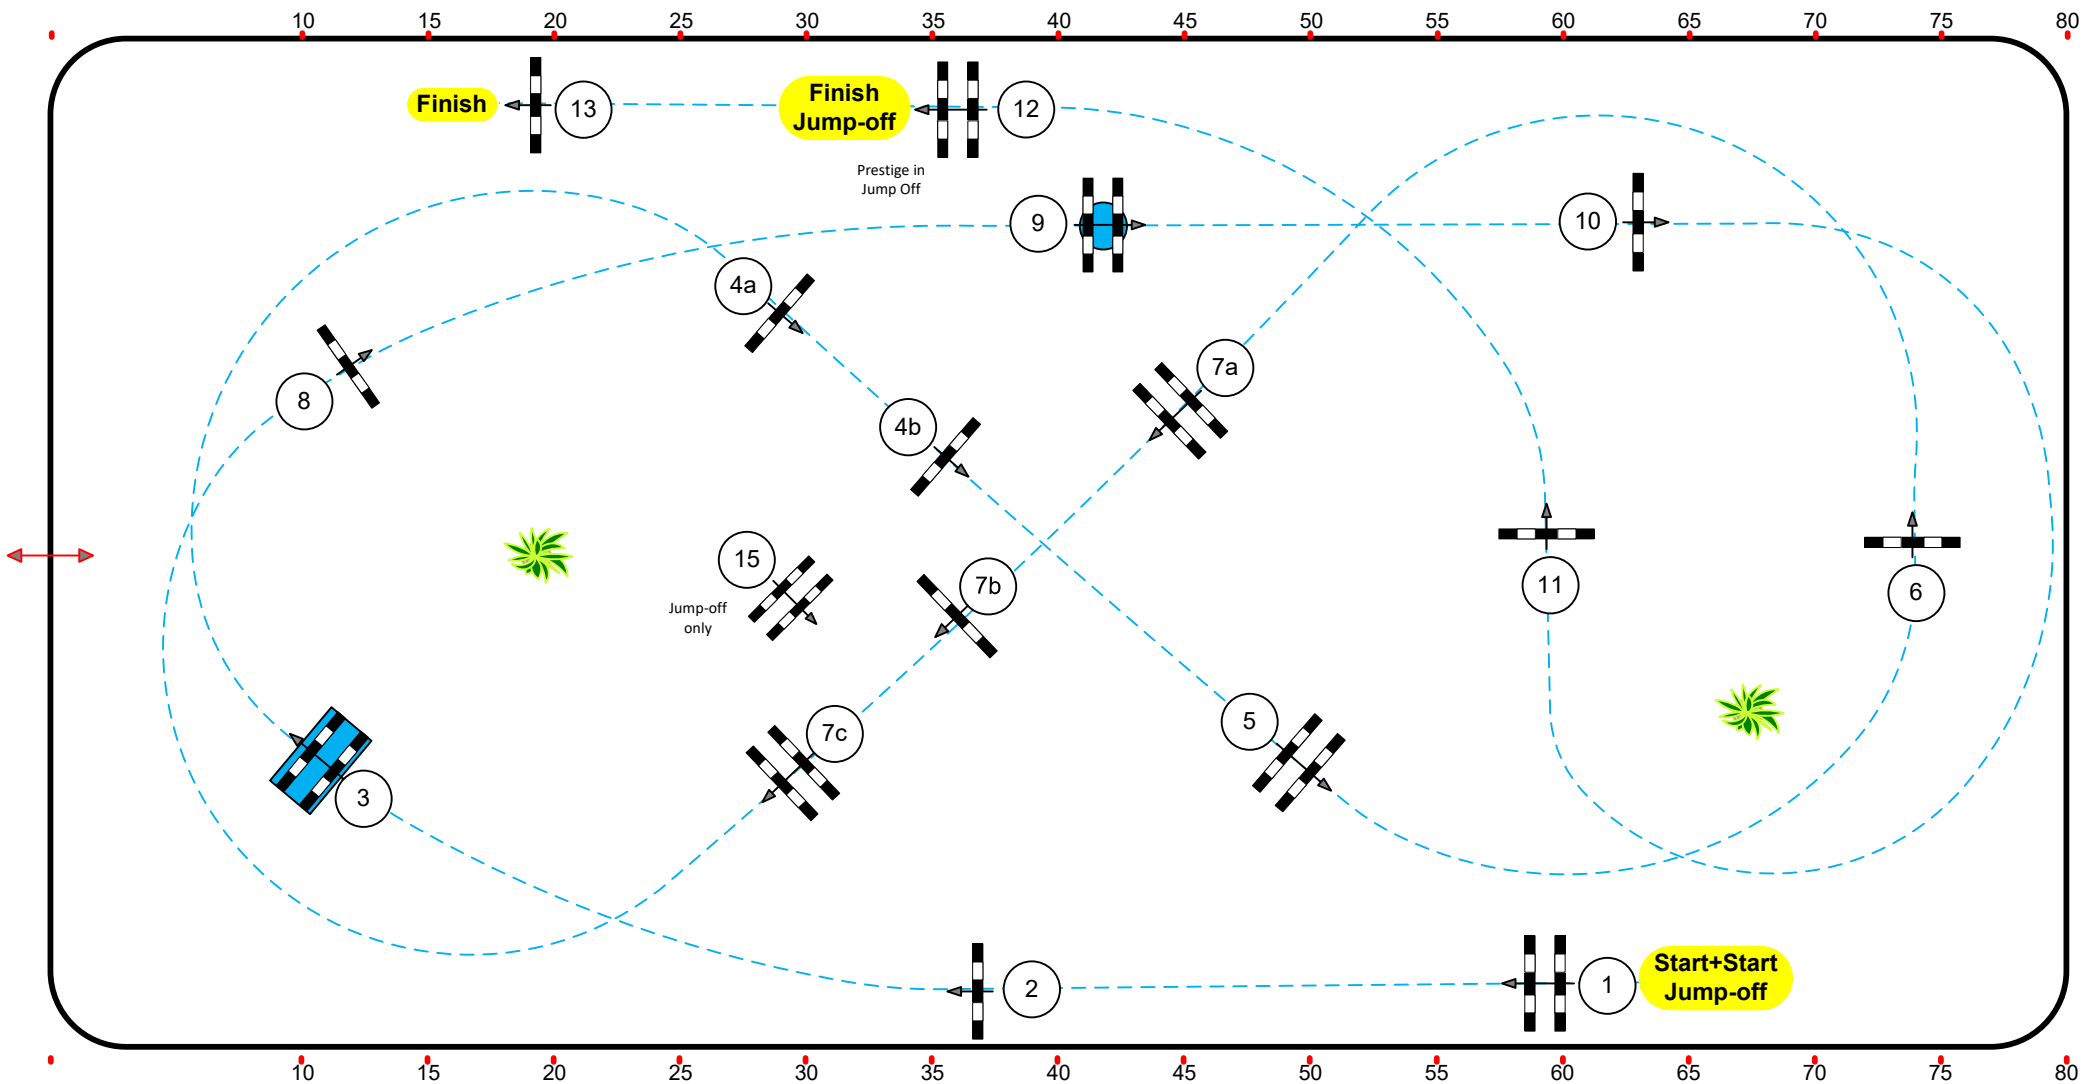 10 15 20 25 30 35 40 45 50 55 60 65 70 75 80
Finish
13
Finish
Jump-off
12
Prestige in
Jump Off
9
10
4a
7a
8
4b
15
7b
11
6
Jump-off
only
7c
5
3
2
1
Start+Start
Jump-off
10 15 20 25 30 35 40 45 50 55 60 65 70 75 80